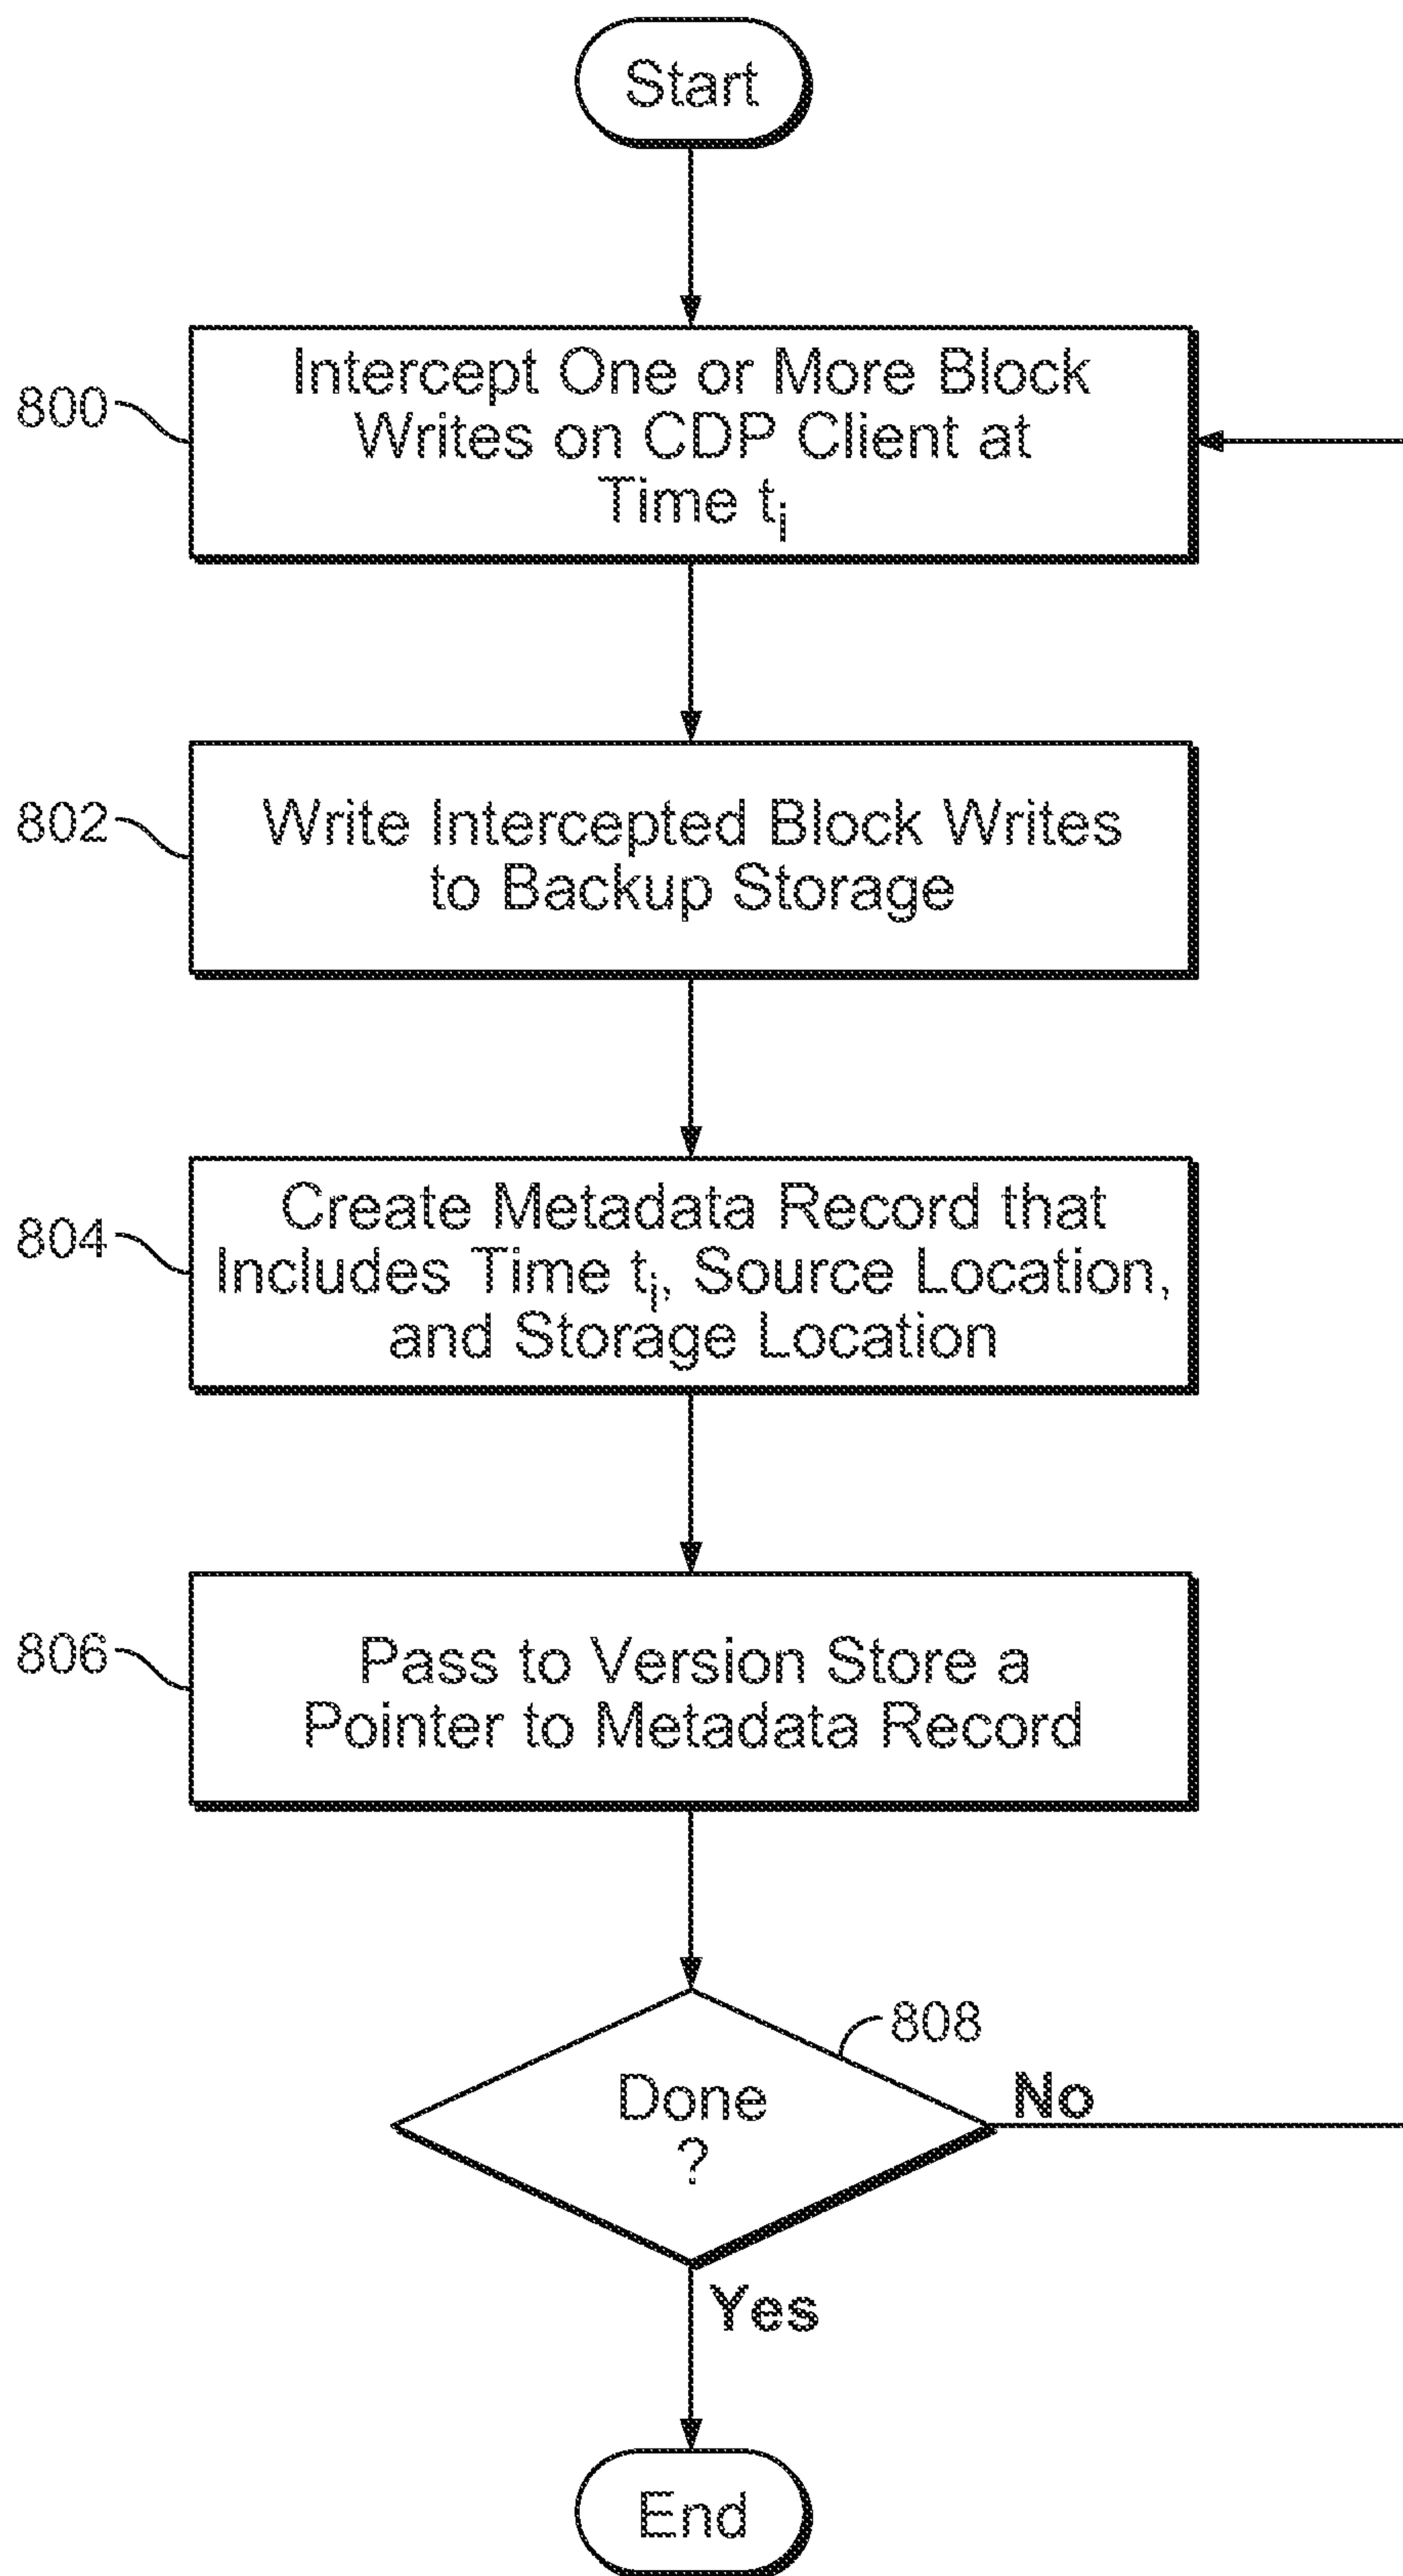 Start
800
Intercept One or More Block
Writes on CDP Client at
Time tᵢ
802
Write Intercepted Block Writes
to Backup Storage
804
Create Metadata Record that
Includes Time tᵢ, Source Location,
and Storage Location
806
Pass to Version Store a
Pointer to Metadata Record
808
Done
?
No
Yes
End